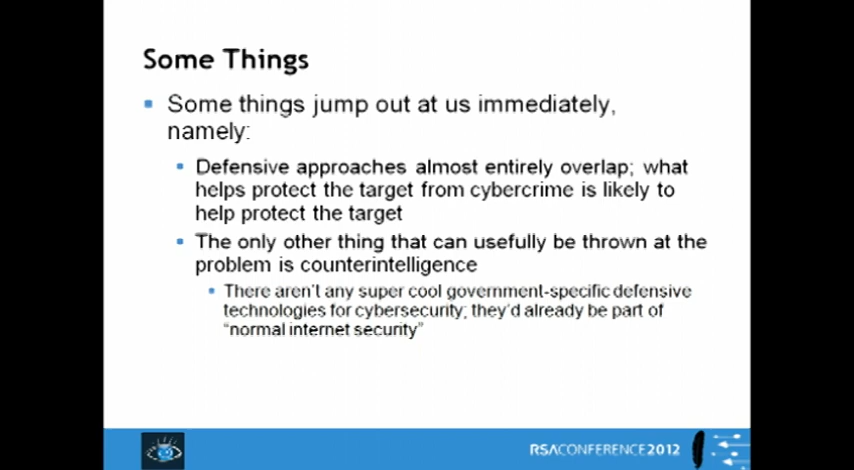 Some Things
Some things jump out at us immediately,
namely:
Defensive approaches almost entirely overlap; what
helps protect the target from cybercrime is likely to
help protect the target
The only other thing that can usefully be thrown at the
problem is counterintelligence
There aren't any super cool government-specific defensive
technologies for cybersecurity; they'd already be part of
"normal internet security"
RSACONFERENCE2012